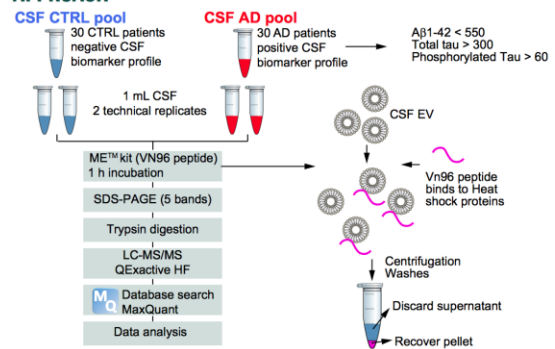 CSF CTRL pool
CSF AD pool
30 CTRL patients
negative CSF
biomarker profile
30 AD patients
positive CSF
biomarker profile
Aβ1-42 < 550
Total tau > 300
Phosphorylated Tau > 60
1 mL CSF
2 technical replicates
CSF EV
ME™ kit (VN96 peptide)
1 h incubation
Vn96 peptide
binds to Heat
shock proteins
SDS-PAGE (5 bands)
Trypsin digestion
LC-MS/MS
QExactive HF
Centrifugation
Washes
MQ
Database search
MaxQuant
Discard supernatant
Data analysis
Recover pellet